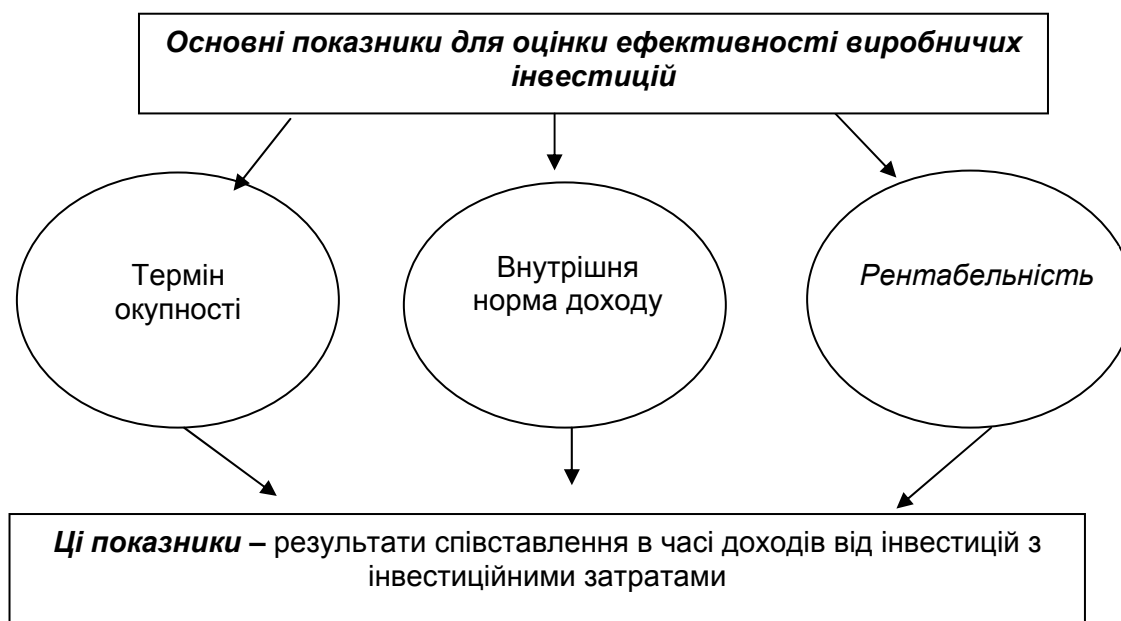 Основні показники для оцінки ефективності виробничих
інвестицій
Термін
окупності
Внутрішня
норма доходу
Рентабельність
Ці показники – результати співставлення в часі доходів від інвестицій з
інвестиційними затратами